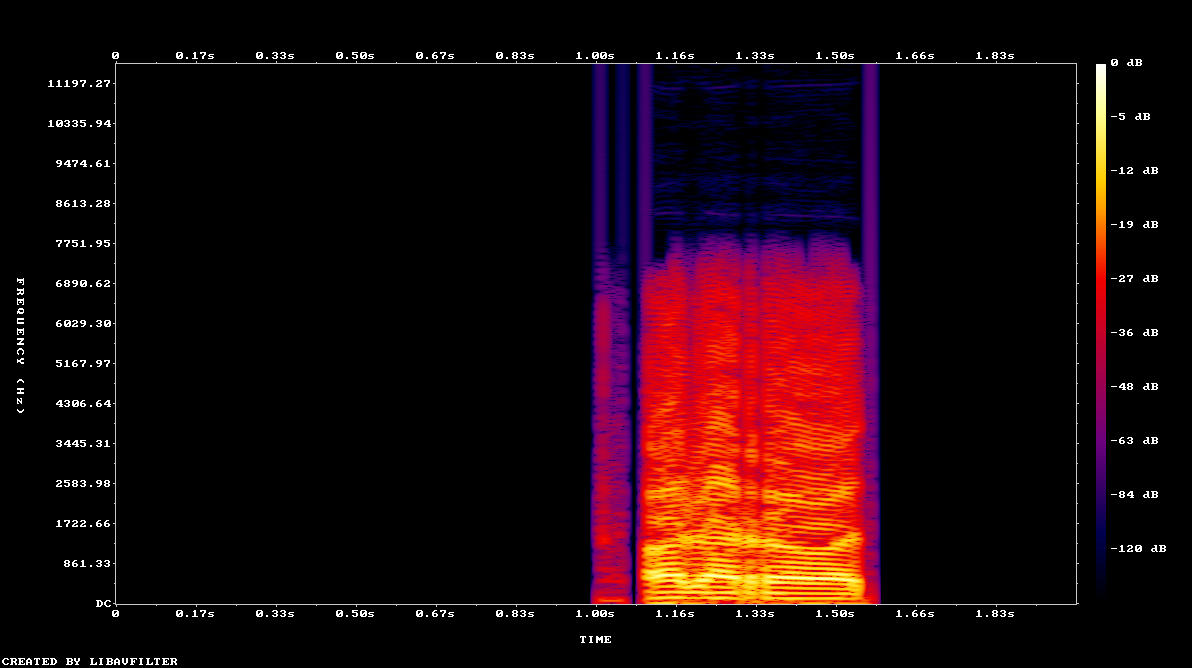 0 0.17s 0.33s 0.50s 0.67s 0.83s 1.00s 1.16s 1.33s 1.50s 1.66s 1.83s
0 dB
11197.27
-5 dB
10335.94
9474.61
-12 dB
8613.28
-19 dB
7751.95
6890.62
-27 dB
FREQUENCY (Hz)
6029.30
-36 dB
5167.97
-48 dB
4306.64
3445.31
-63 dB
2583.98
-84 dB
1722.66
-120 dB
861.33
DC
0 0.17s 0.33s 0.50s 0.67s 0.83s 1.00s 1.16s 1.33s 1.50s 1.66s 1.83s
TIME
CREATED BY LIBAVFILTER